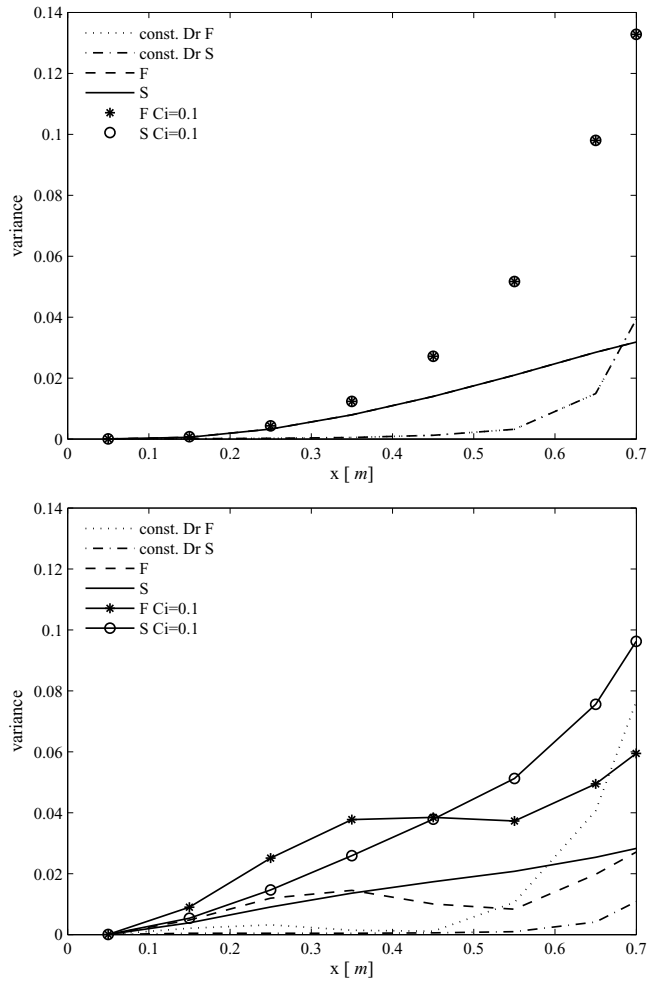 0.14
0.12
0.1
0.08
0.06
0.04
0.02
0
variance
const. Dr F
const. Dr S
F
S
F Ci=0.1
S Ci=0.1
0 0.1 0.2 0.3 0.4 0.5 0.6 0.7
x [ m]
0.14
0.12
0.1
0.08
0.06
0.04
0.02
0
variance
const. Dr F
const. Dr S
F
S
F Ci=0.1
S Ci=0.1
0 0.1 0.2 0.3 0.4 0.5 0.6 0.7
x [ m]